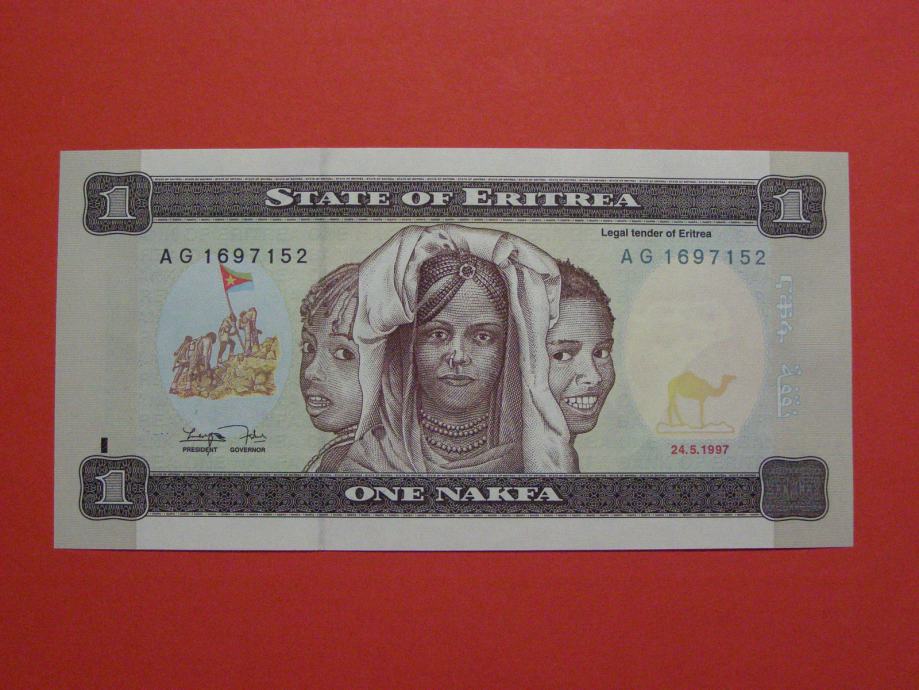 1 STATE OF ERITREA 1
Legal tender of Eritrea
AG 1697152 AG 1697152
PRESIDENT GOVERNOR
24.5.1997
1 ONE NAKFA